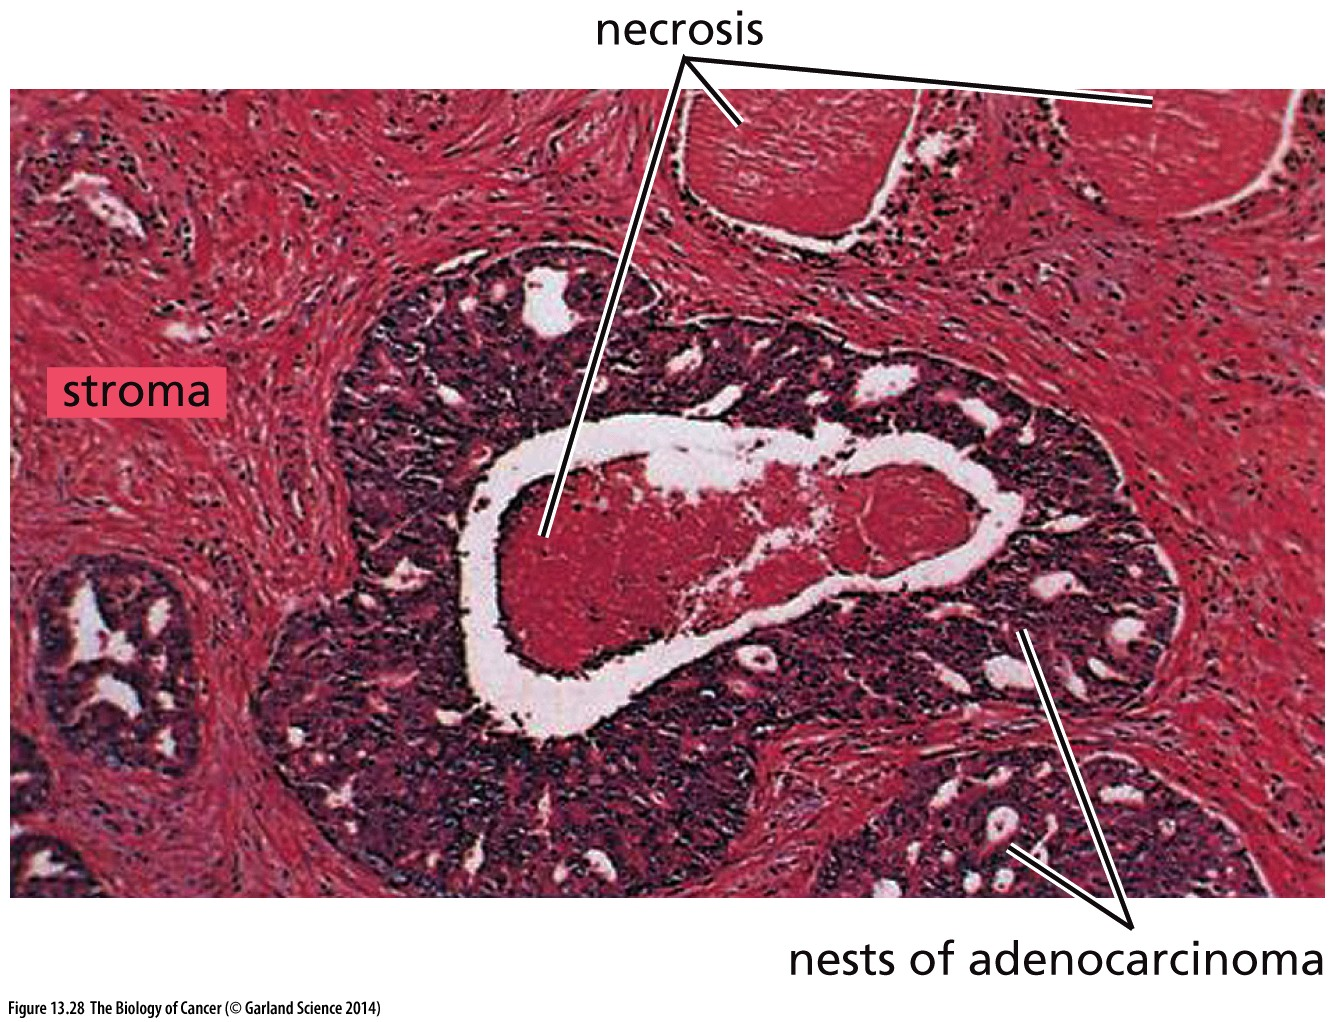 necrosis
stroma
nests of adenocarcinoma
Figure 13.28 The Biology of Cancer (© Garland Science 2014)